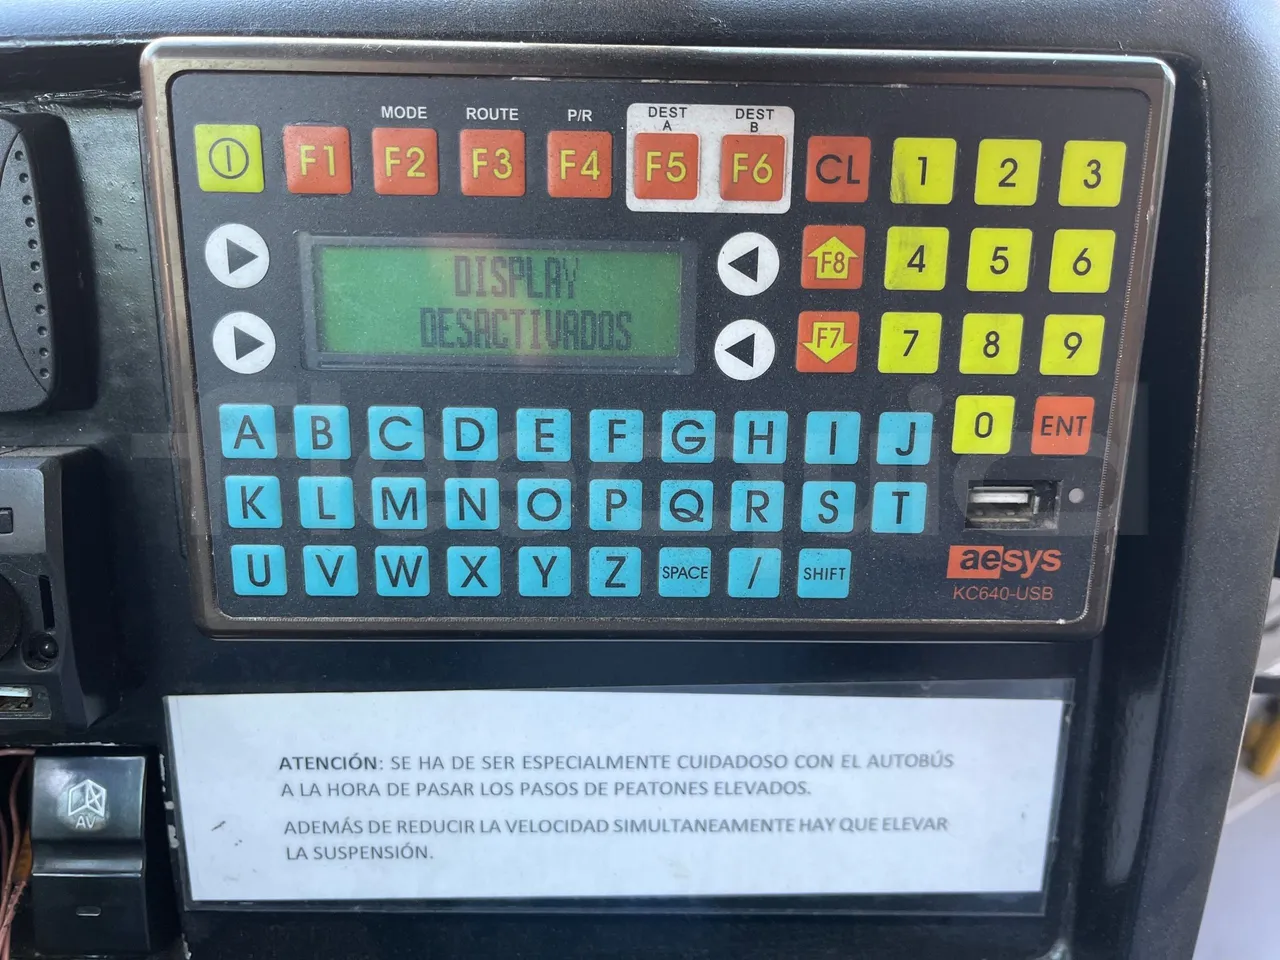 MODE ROUTE P/R DEST A DEST B
F1 F2 F3 F4 F5 F6 CL 1 2 3
DISPLAY
DESACTIVADOS
F8 4 5 6
F7 7 8 9
A B C D E F G H I J 0 ENT
K L M N O P Q R S T
U V W X Y Z SPACE / SHIFT
aesys
KC640-USB
ATENCIÓN: SE HA DE SER ESPECIALMENTE CUIDADOSO CON EL AUTOBÚS
A LA HORA DE PASAR LOS PASOS DE PEATONES ELEVADOS.
ADEMÁS DE REDUCIR LA VELOCIDAD SIMULTANEAMENTE HAY QUE ELEVAR
LA SUSPENSIÓN.
AV